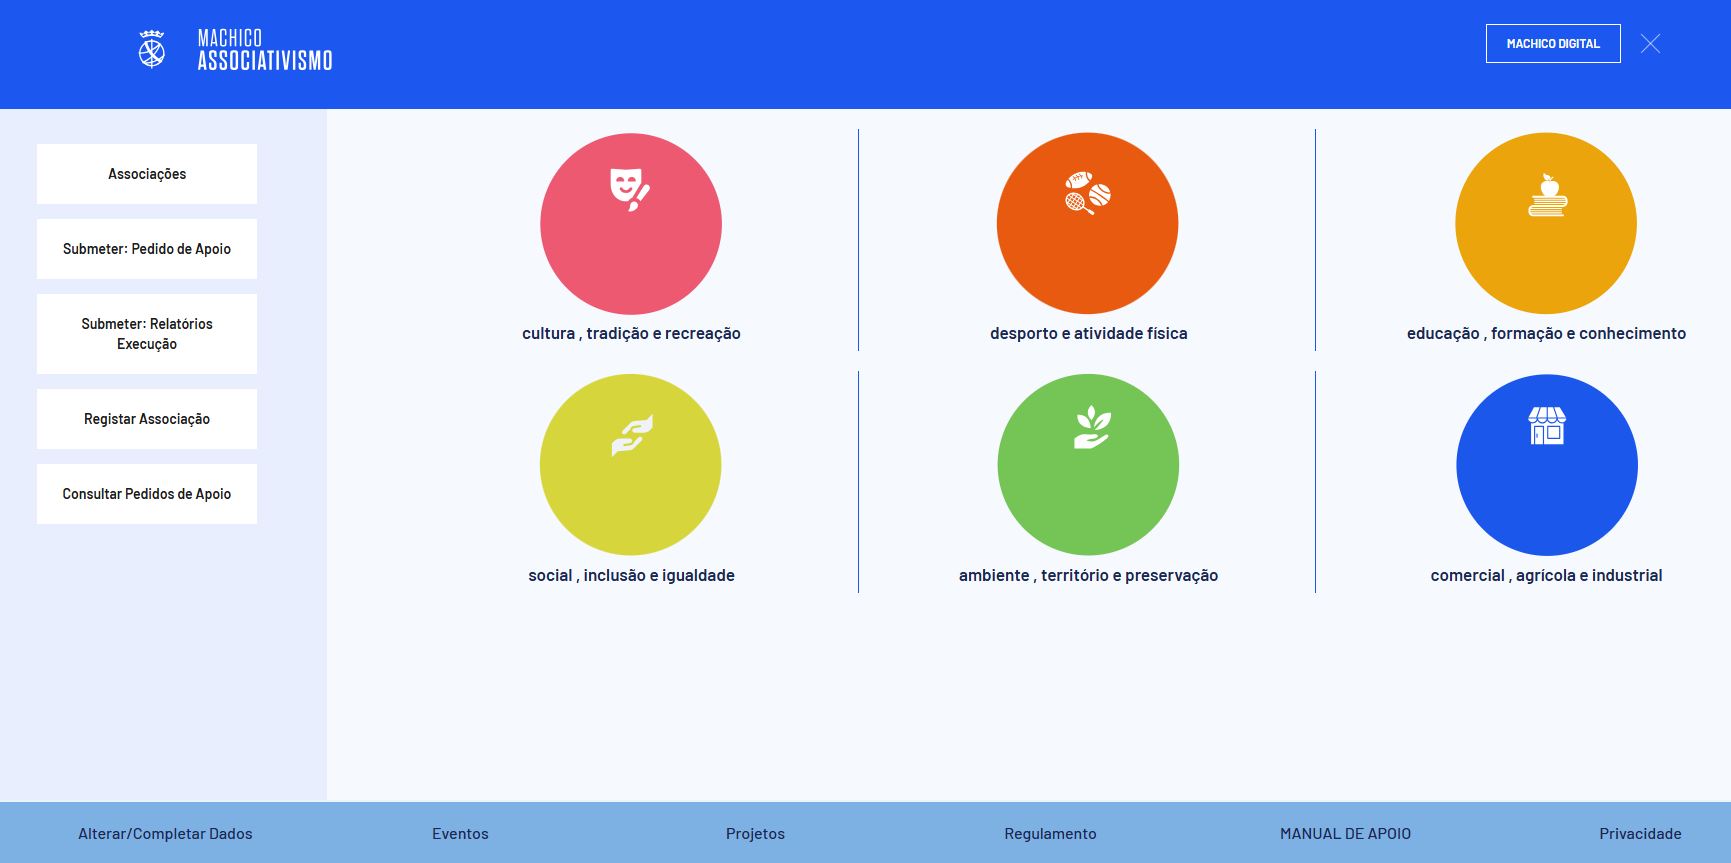 MACHICO
ASSOCIATIVISMO
MACHICO DIGITAL
Associações
Submeter: Pedido de Apoio
Submeter: Relatórios
Execução
Registar Associação
Consultar Pedidos de Apoio
cultura , tradição e recreação
desporto e atividade física
educação , formação e conhecimento
social , inclusão e igualdade
ambiente , território e preservação
comercial , agrícola e industrial
Alterar/Completar Dados
Eventos
Projetos
Regulamento
MANUAL DE APOIO
Privacidade